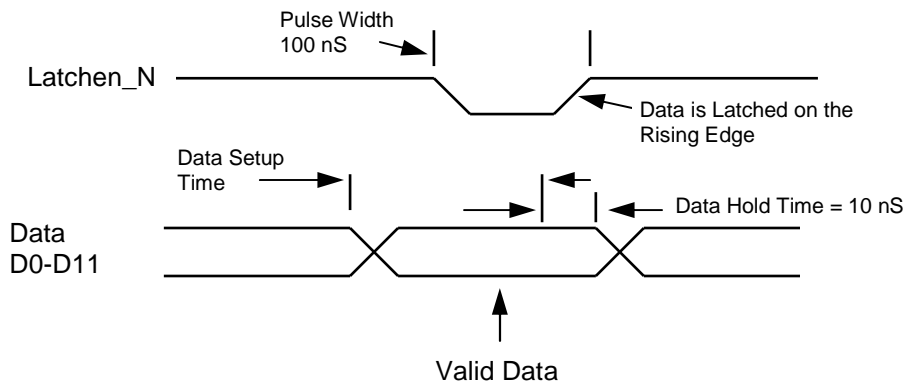 Pulse Width
100 nS
Latchen_N
Data is Latched on the
Rising Edge
Data Setup
Time
Data Hold Time = 10 nS
Data
D0-D11
Valid Data